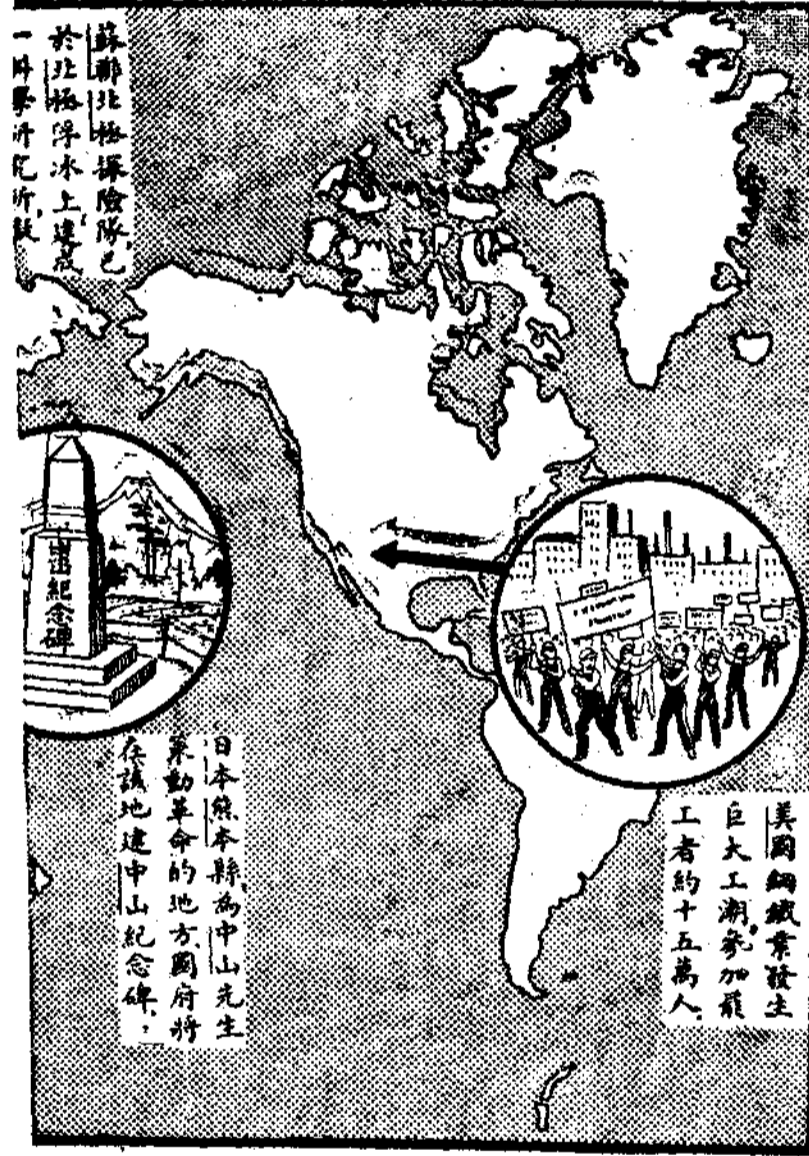 蘇聯北極探險隊,已
於北極浮冰上,建成
一科學研究所
山紀念碑
日本熊本縣,為中山先生
策動革命的地方,國府將
在該地建中山紀念碑,
美國鋼鐵業發生
巨大工潮,參加罷
工者約十五萬人。